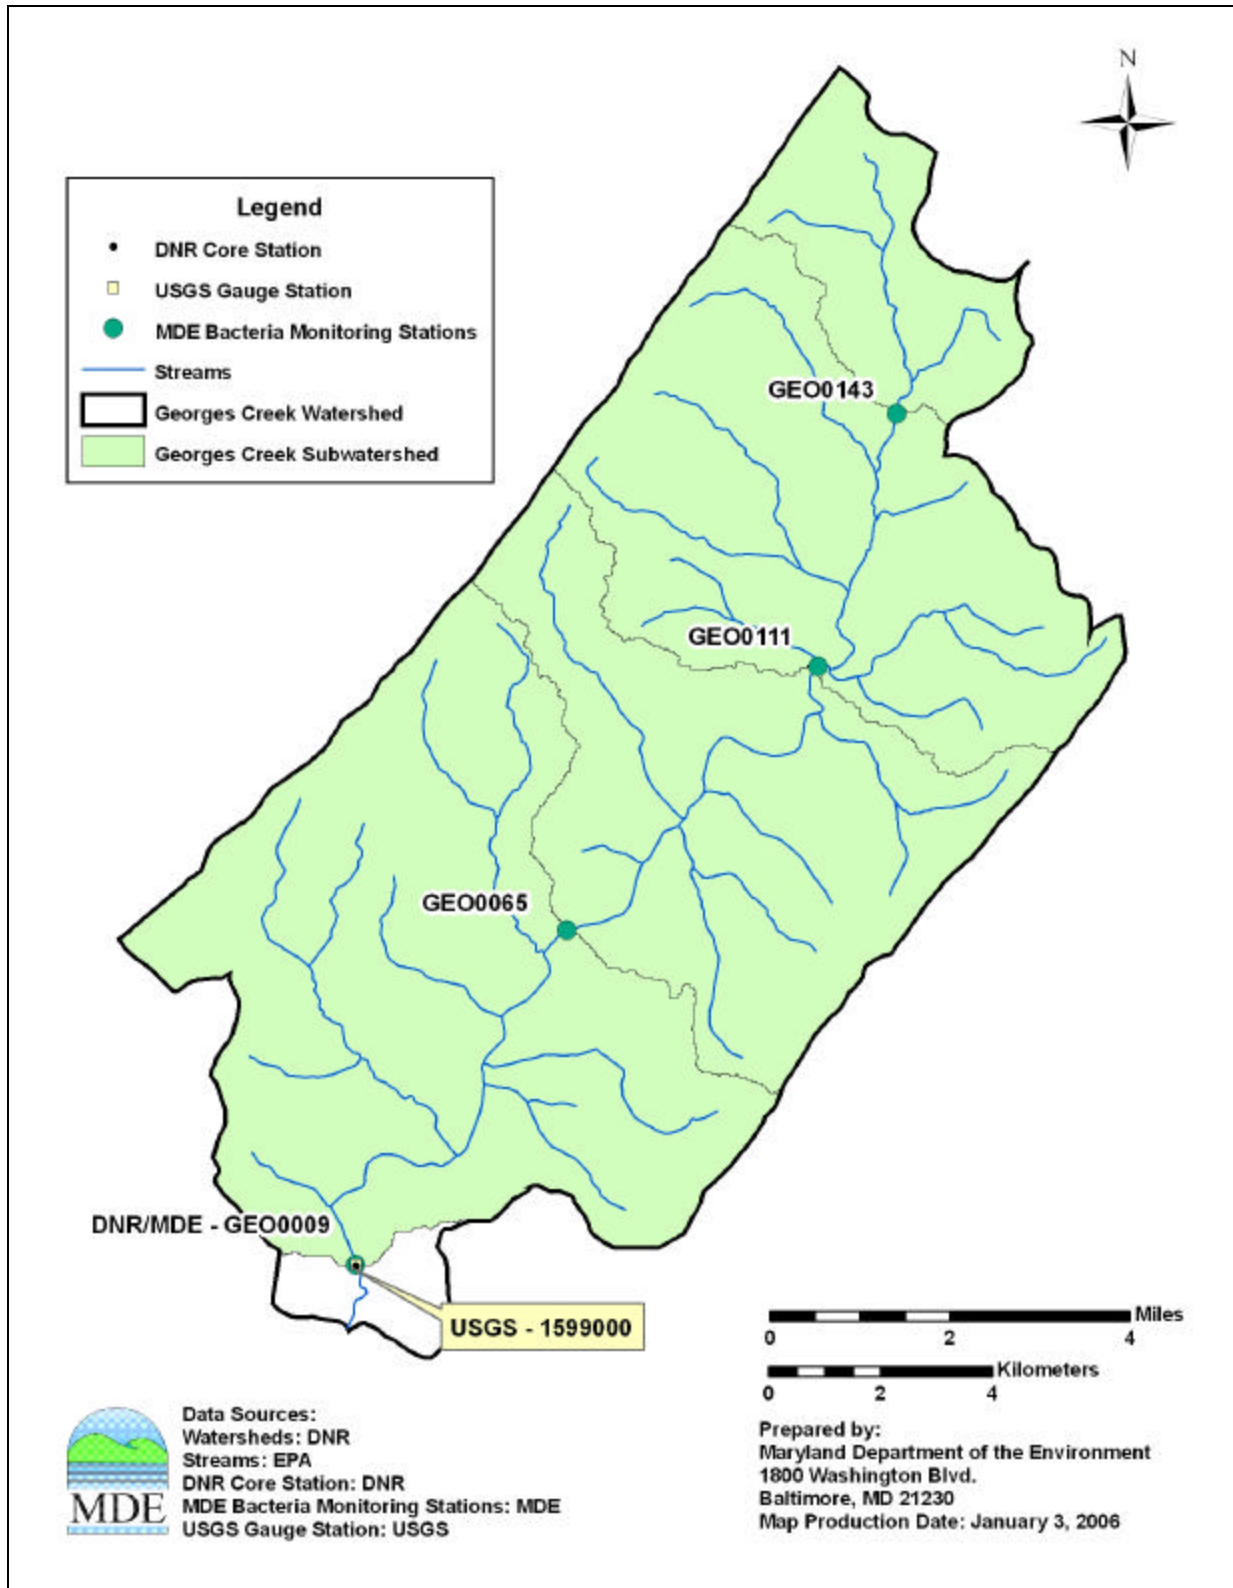 N
Legend
DNR Core Station
USGS Gauge Station
MDE Bacteria Monitoring Stations
Streams
Georges Creek Watershed
Georges Creek Subwatershed
GEO0143
GEO0111
GEO0065
DNR/MDE - GEO0009
USGS - 1599000
Miles
0 2 4
Kilometers
0 2 4
MDE
Data Sources:
Watersheds: DNR
Streams: EPA
DNR Core Station: DNR
MDE Bacteria Monitoring Stations: MDE
USGS Gauge Station: USGS
Prepared by:
Maryland Department of the Environment
1800 Washington Blvd.
Baltimore, MD 21230
Map Production Date: January 3, 2006